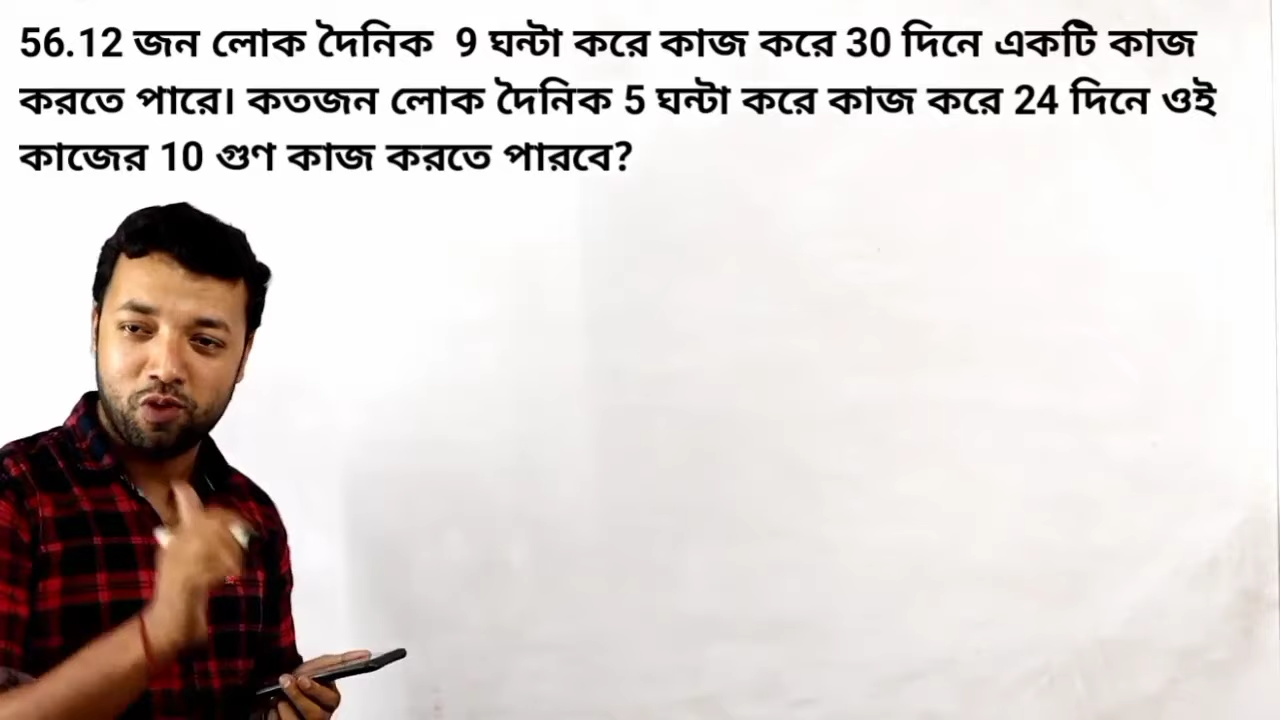 56.12 জন লোক দৈনিক 9 ঘন্টা করে কাজ করে 30 দিনে একটি কাজ
করতে পারে। কতজন লোক দৈনিক 5 ঘন্টা করে কাজ করে 24 দিনে ওই
কাজের 10 গুণ কাজ করতে পারবে?